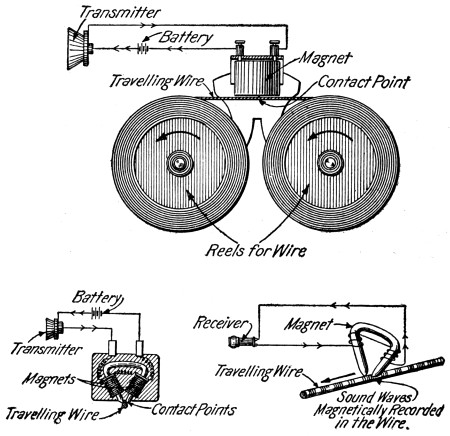 Transmitter
Battery
Magnet
Travelling Wire
Contact Point
Reels for Wire
Battery
Transmitter
Magnets
Travelling Wire
Contact Points
Receiver
Magnet
Travelling Wire
Sound Waves
Magnetically Recorded
in the Wire.